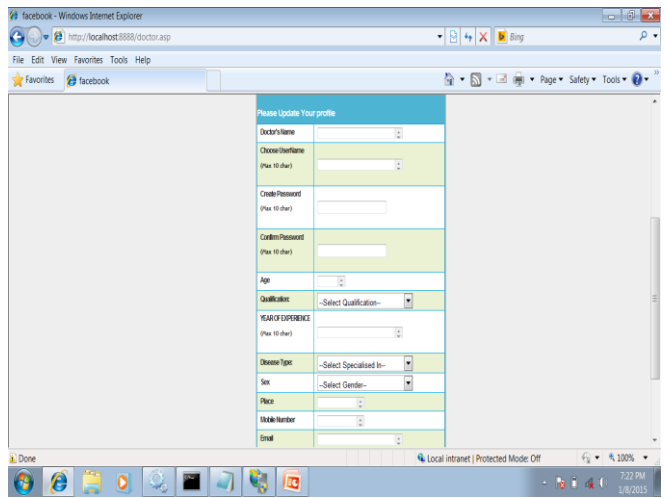 facebook - Windows Internet Explorer
http://localhost:8888/doctor.asp
Bing
File Edit View Favorites Tools Help
Favorites facebook Page Safety Tools
Please Update Your profile
Doctor's Name
Choose UserName
(Max 10 char)
Create Password
(Max 10 char)
Confirm Password
(Max 10 char)
Age
Qualification: --Select Qualification--
YEAR OF EXPERIENCE
(Max 10 char)
Disease Type: --Select Specialised In--
Sex --Select Gender--
Place
Mobile Number
Email
Done Local intranet | Protected Mode: Off 100%
7:22 PM
1/8/2015